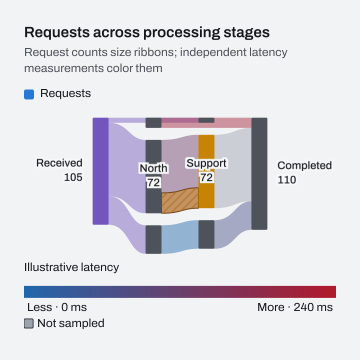 Requests across processing stages
Request counts size ribbons; independent latency
measurements color them
Requests
Received
105
North
72
Support
72
Completed
110
Illustrative latency
Less · 0 ms
More · 240 ms
Not sampled